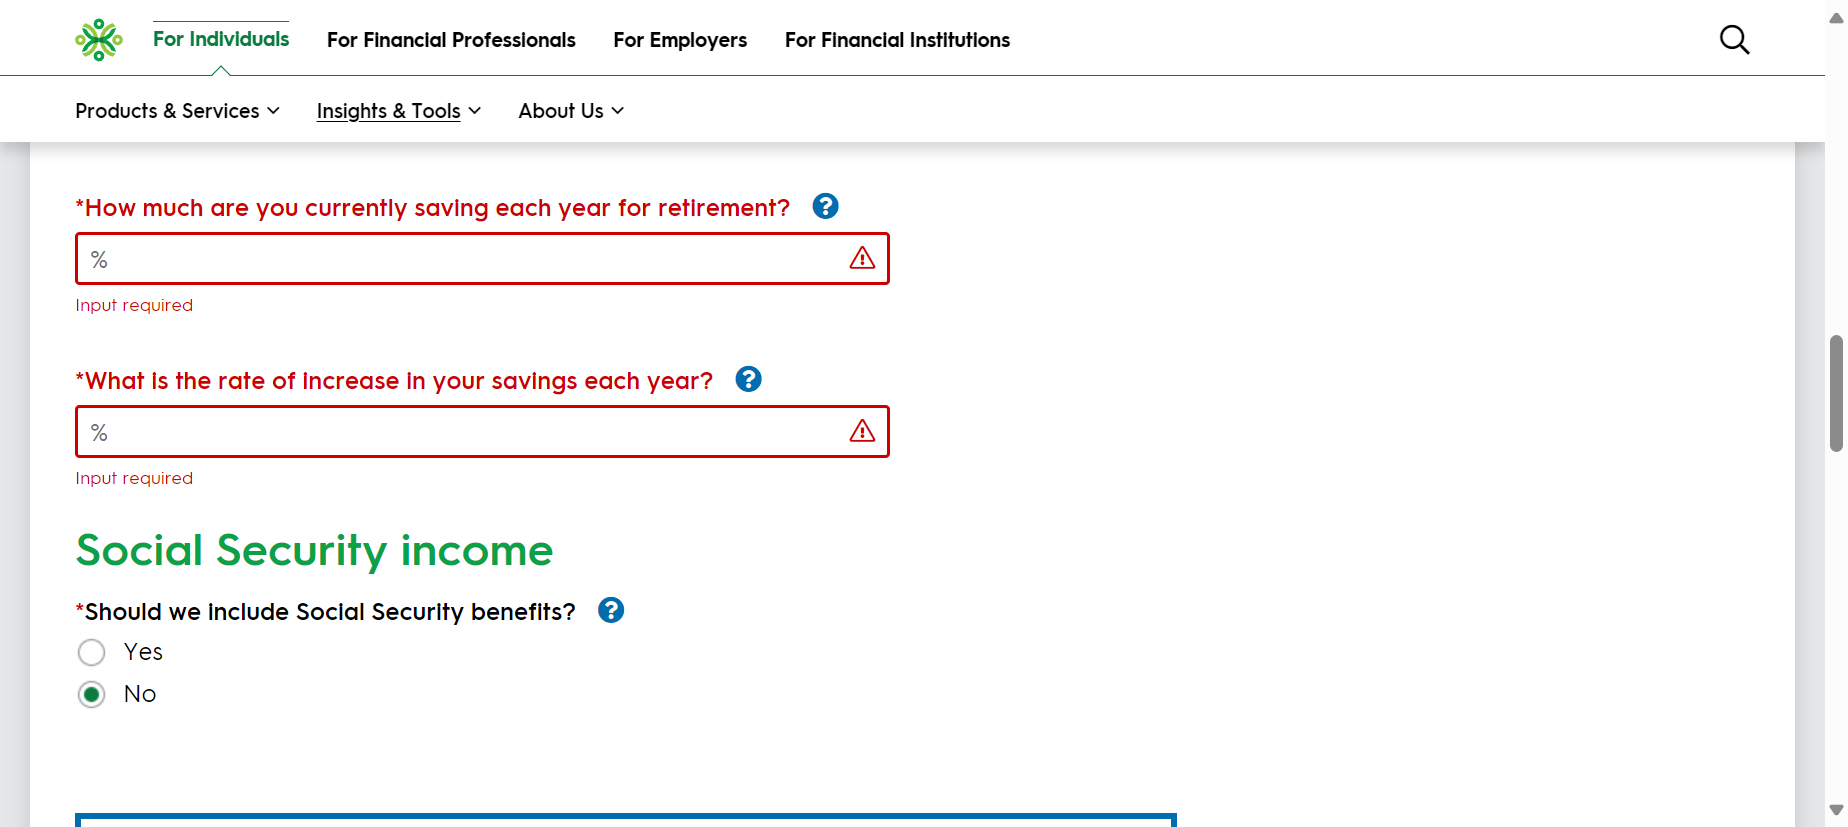 For Individuals
For Financial Professionals
For Employers
For Financial Institutions
Products & Services
Insights & Tools
About Us
*How much are you currently saving each year for retirement? ?
%
Input required
*What is the rate of increase in your savings each year? ?
%
Input required
Social Security income
*Should we include Social Security benefits? ?
Yes
No